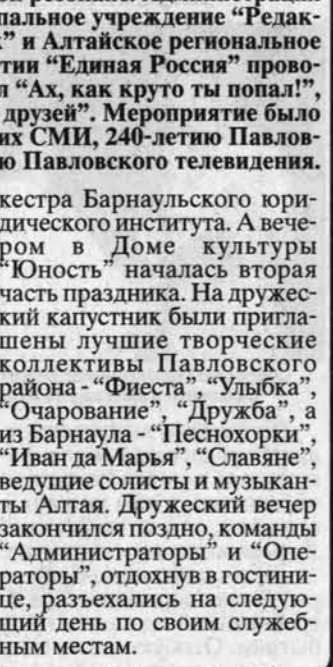 пальное учреждение “Редак-
” и Алтайское региональное
тии “Единая Россия” прово-
“Ах, как круто ты попал!”,
друзей”. Мероприятие было
их СМИ, 240-летию Павлов-
ю Павловского телевидения.
кестра Барнаульского юри-
дического института. А вече-
ром в Доме культуры
“Юность” началась вторая
часть праздника. На дружес-
кий капустник были пригла-
шены лучшие творческие
коллективы Павловского
района - “Фиеста”, “Улыбка”,
“Очарование”, “Дружба”, а
из Барнаула - “Песнохорки”,
“Иван да Марья”, “Славяне”,
ведущие солисты и музыкан-
ты Алтая. Дружеский вечер
закончился поздно, команды
“Администраторы” и “Опе-
раторы”, отдохнув в гостини-
це, разъехались на следую-
щий день по своим служеб-
ным местам.